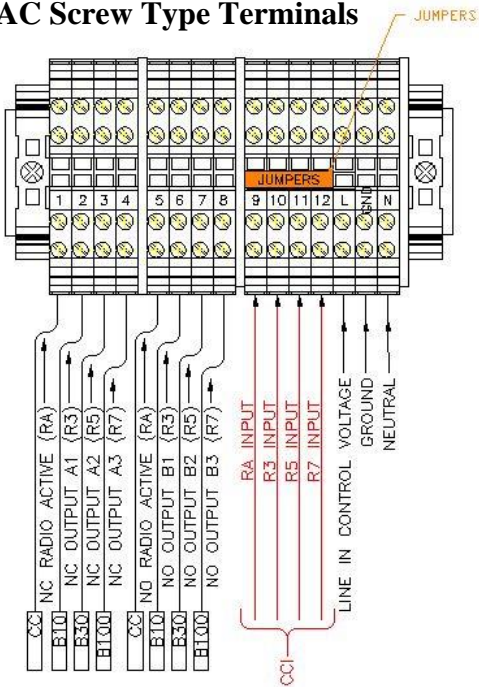 AC Screw Type Terminals
JUMPERS
JUMPERS
1 2 3 4 5 6 7 8 9 10 11 12 L GND N
NC RADIO ACTIVE (RA)
NC OUTPUT A1 (R3)
NC OUTPUT A2 (R5)
NC OUTPUT A3 (R7)
NO RADIO ACTIVE (RA)
NO OUTPUT B1 (R3)
NO OUTPUT B2 (R5)
NO OUTPUT B3 (R7)
RA INPUT
R3 INPUT
R5 INPUT
R7 INPUT
LINE IN CONTROL VOLTAGE
GROUND
NEUTRAL
CC
B10
B30
B100
CC
B10
B30
B100
CCI